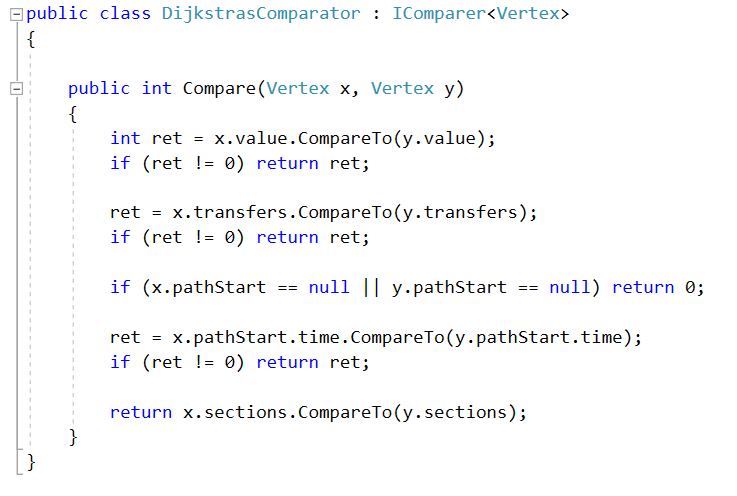 public class DijkstrasComparator : IComparer<Vertex>
{
public int Compare(Vertex x, Vertex y)
{
int ret = x.value.CompareTo(y.value);
if (ret != 0) return ret;
ret = x.transfers.CompareTo(y.transfers);
if (ret != 0) return ret;
if (x.pathStart == null || y.pathStart == null) return 0;
ret = x.pathStart.time.CompareTo(y.pathStart.time);
if (ret != 0) return ret;
return x.sections.CompareTo(y.sections);
}
}